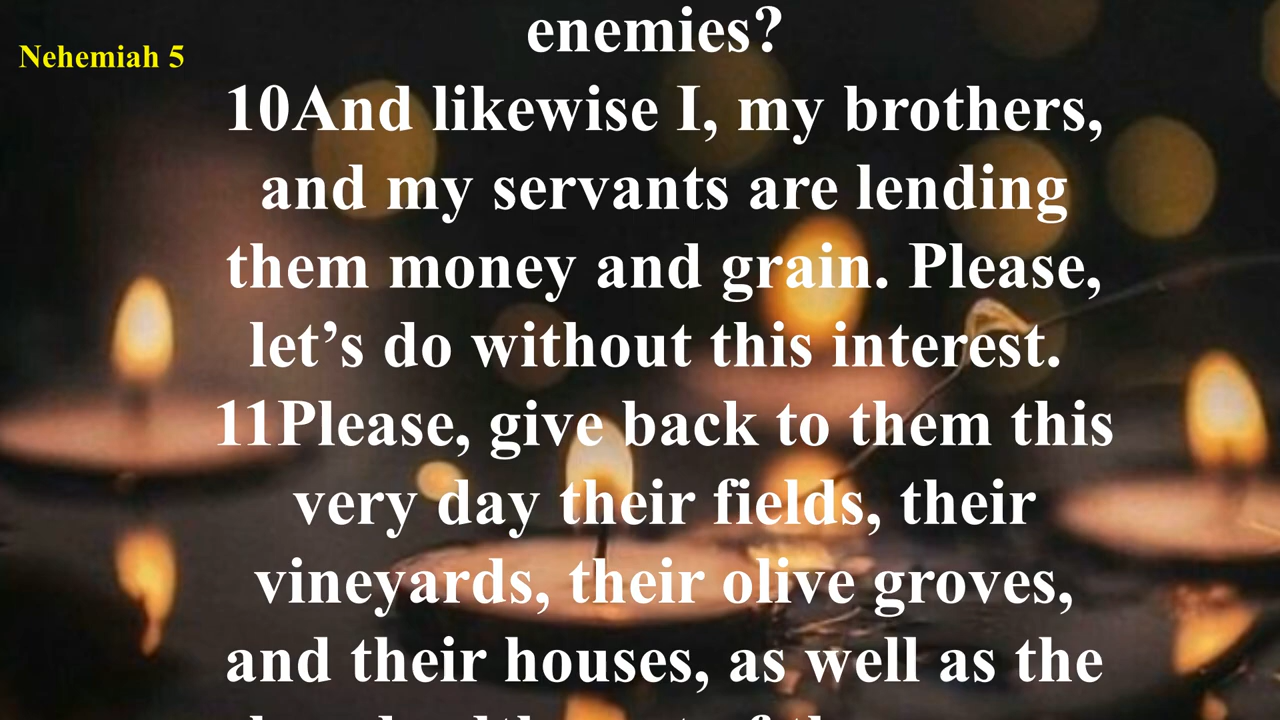 enemies?
Nehemiah 5
10And likewise I, my brothers,
and my servants are lending
them money and grain. Please,
let’s do without this interest.
11Please, give back to them this
very day their fields, their
vineyards, their olive groves,
and their houses, as well as the